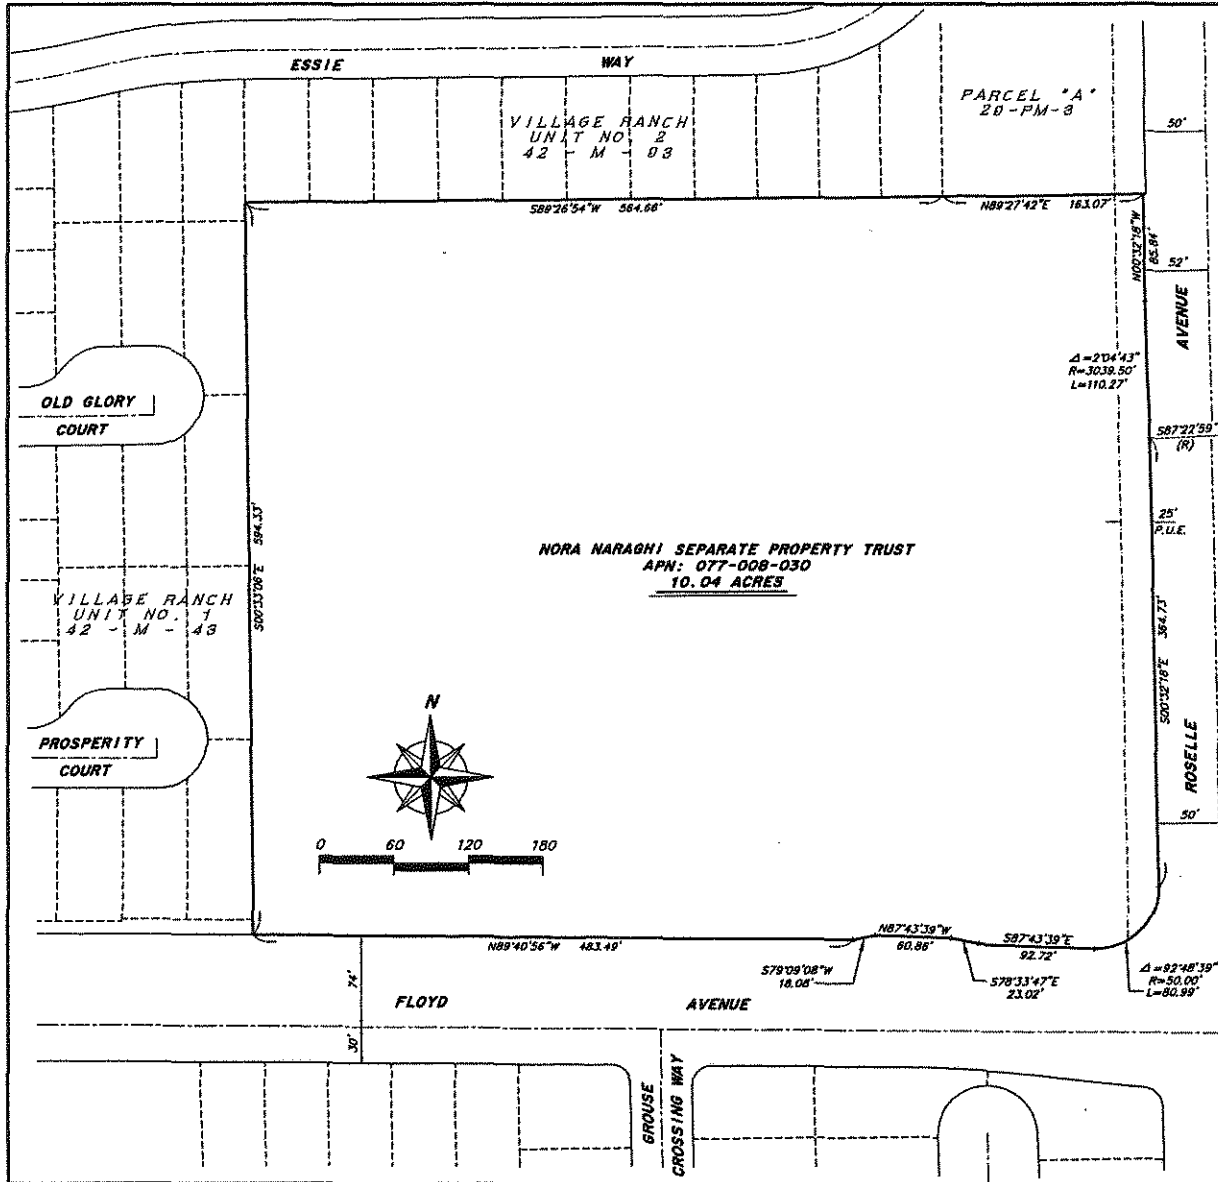 ESSIE WAY
VILLAGE RANCH
UNIT NO. 2
42 - M - 93
PARCEL "A"
20-PM-3
50'
S89°26'54"W 564.66'
N89°27'42"E 163.07'
N00°32'18"W
85.84'
52'
AVENUE
Δ=2°04'43"
R=3039.50'
L=110.27'
OLD GLORY
COURT
S87°22'59"
(R)
25'
P.U.E.
S00°33'06"E 594.33'
NORA NARAGHI SEPARATE PROPERTY TRUST
APN: 077-008-030
10.04 ACRES
VILLAGE RANCH
UNIT NO. 1
42 - M - 43
S00°32'18"E 364.73'
N
PROSPERITY
COURT
ROSELLE
50'
0 60 120 180
N89°40'56"W 483.49'
N87°43'39"W
60.86'
S87°43'39"E
92.72'
S79°09'08"W
18.08'
S78°33'47"E
23.02'
Δ=92°48'39"
R=50.00'
L=80.99'
74'
FLOYD AVENUE
30'
GROUSE
CROSSING WAY